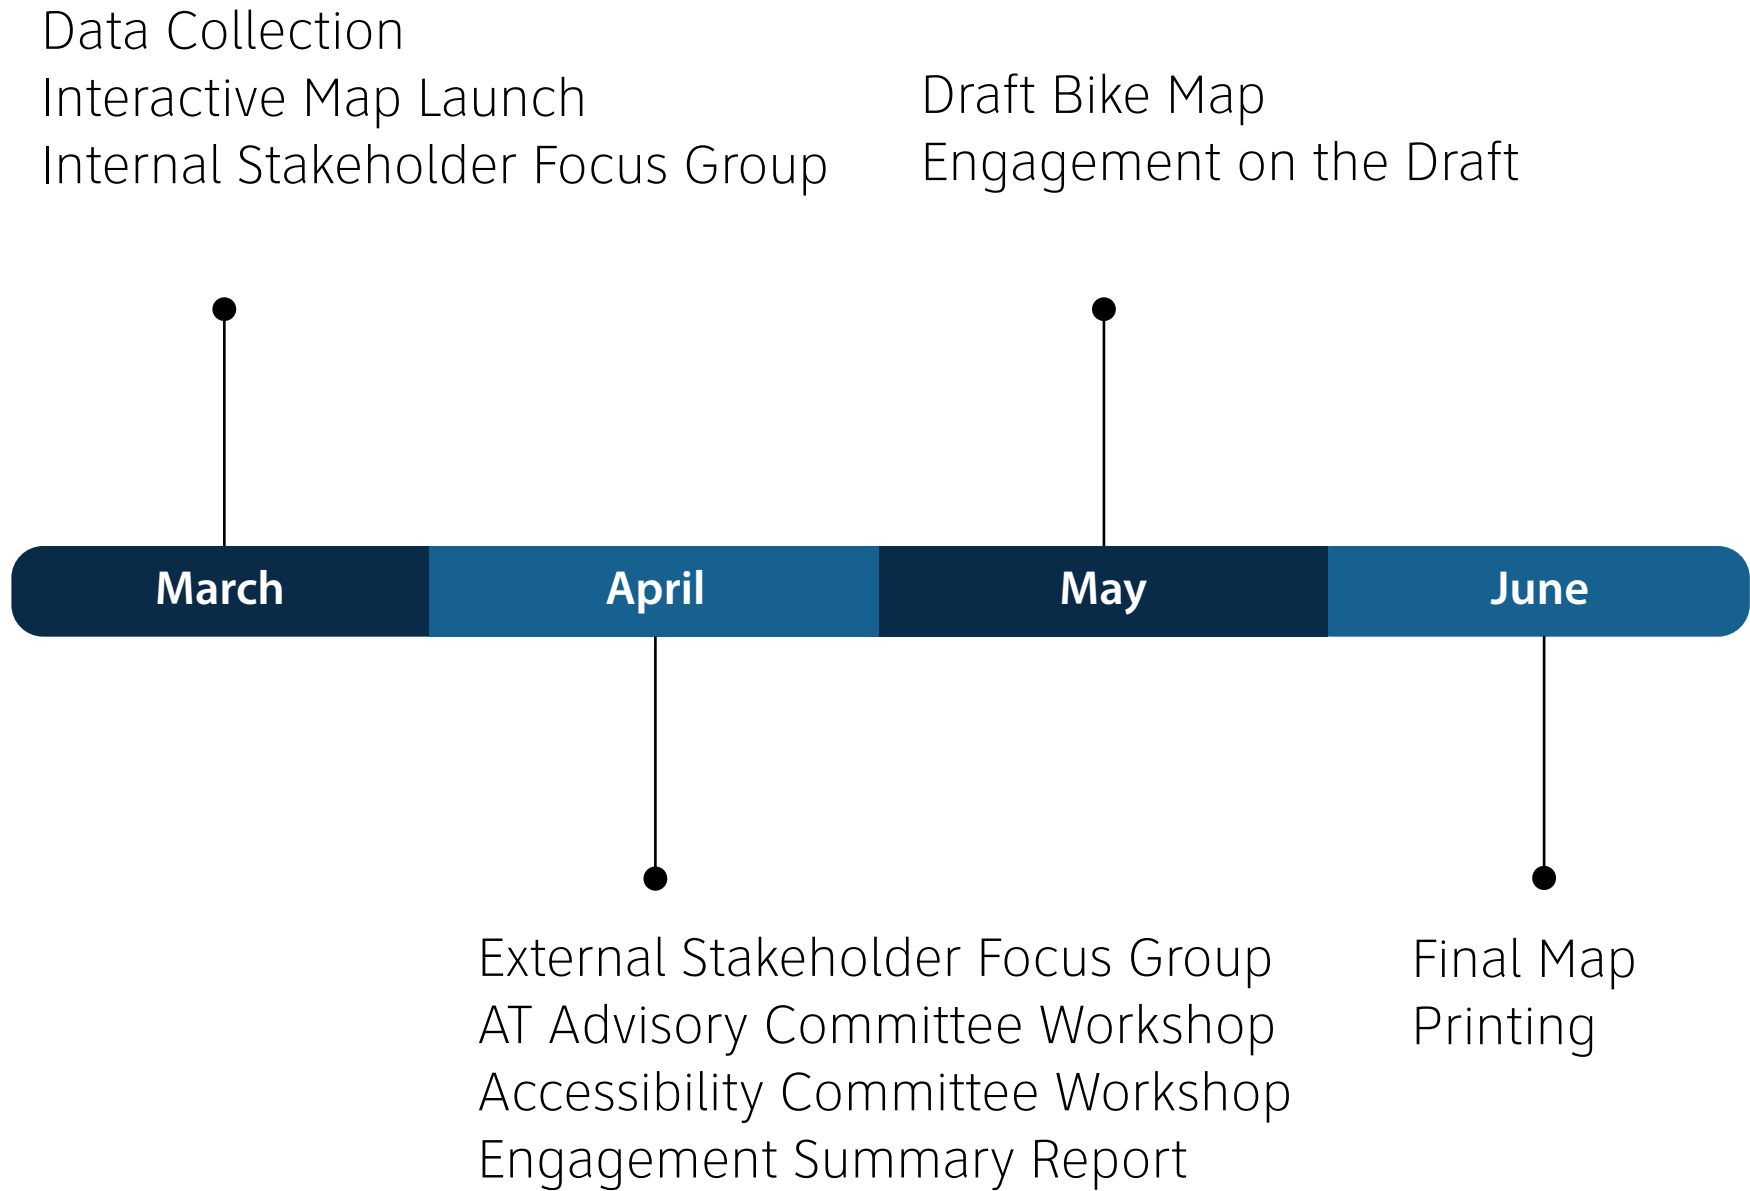 Data Collection
Interactive Map Launch
Internal Stakeholder Focus Group
Draft Bike Map
Engagement on the Draft
March
April
May
June
External Stakeholder Focus Group
AT Advisory Committee Workshop
Accessibility Committee Workshop
Engagement Summary Report
Final Map
Printing